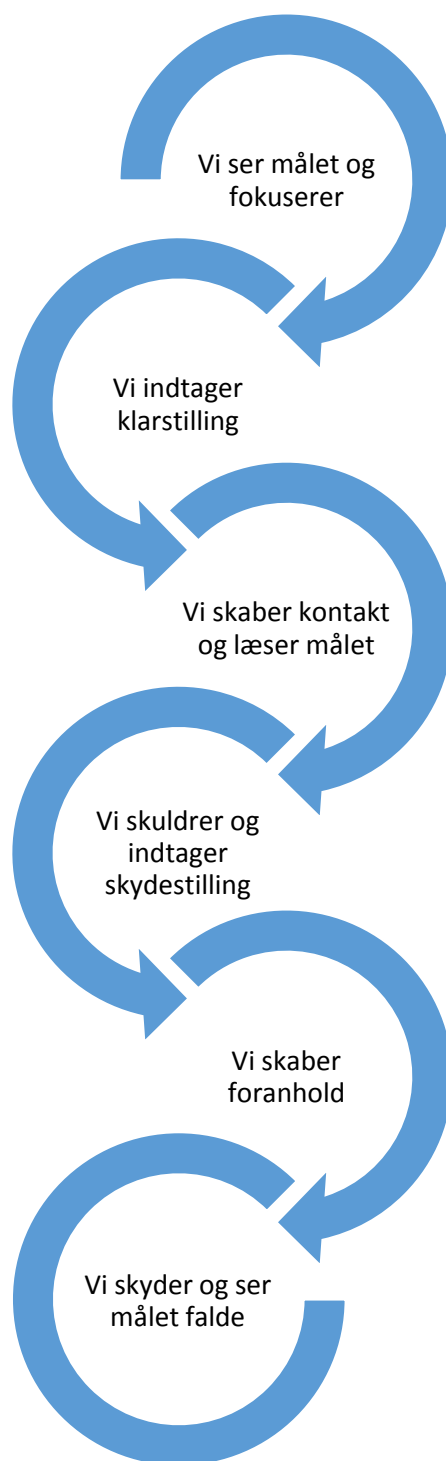 Vi ser målet og
fokuserer
Vi indtager
klarstilling
Vi skaber kontakt
og læser målet
Vi skuldrer og
indtager
skydestilling
Vi skaber
foranhold
Vi skyder og ser
målet falde